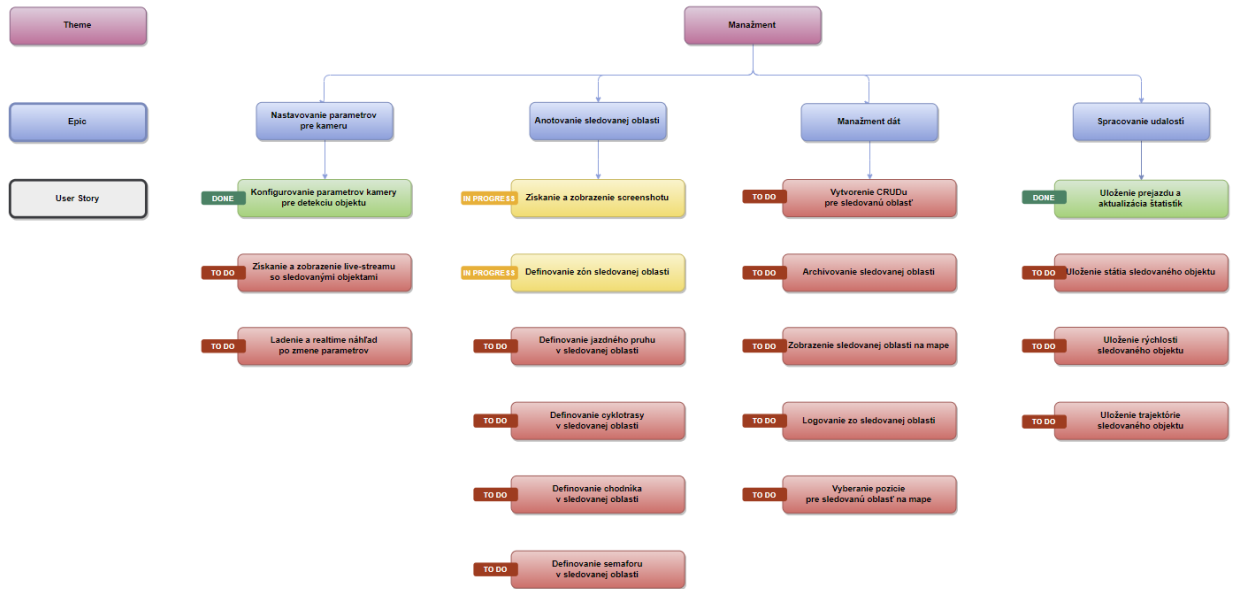 Theme
Manažment
Epic
Nastavovanie parametrov
pre kameru
Anotovanie sledovanej oblasti
Manažment dát
Spracovanie udalostí
User Story
DONE
Konfigurovanie parametrov kamery
pre detekciu objektu
IN PROGRESS
Získanie a zobrazenie screenshotu
TO DO
Vytvorenie CRUDu
pre sledovanú oblasť
DONE
Uloženie prejazdu a
aktualizácia štatistík
TO DO
Získanie a zobrazenie live-streamu
so sledovanými objektami
IN PROGRESS
Definovanie zón sledovanej oblasti
TO DO
Archivovanie sledovanej oblasti
TO DO
Uloženie státia sledovaného objektu
TO DO
Ladenie a realtime náhľad
po zmene parametrov
TO DO
Definovanie jazdného pruhu
v sledovanej oblasti
TO DO
Zobrazenie sledovanej oblasti na mape
TO DO
Uloženie rýchlosti
sledovaného objektu
TO DO
Definovanie cyklotrasy
v sledovanej oblasti
TO DO
Logovanie zo sledovanej oblasti
TO DO
Uloženie trajektórie
sledovaného objektu
TO DO
Definovanie chodníka
v sledovanej oblasti
TO DO
Vyberanie pozície
pre sledovanú oblasť na mape
TO DO
Definovanie semaforu
v sledovanej oblasti